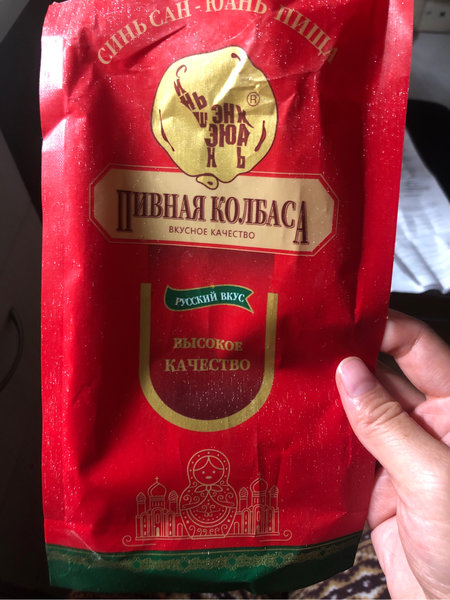 СИНЬ САН - ЮАНЬ ПИЩА
®
ПИВНАЯ КОЛБАСА
ВКУСНОЕ КАЧЕСТВО
РУССКИЙ ВКУС
ВЫСОКОЕ
КАЧЕСТВО